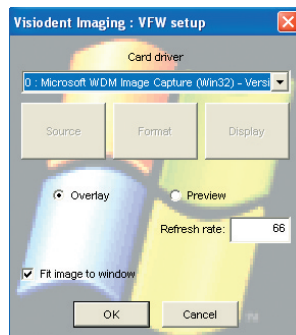 Visiodent Imaging : VFW setup
Card driver
0 : Microsoft WDM Image Capture (Win32) - Versi
Source Format Display
Overlay Preview
Refresh rate: 66
Fit image to window
OK Cancel